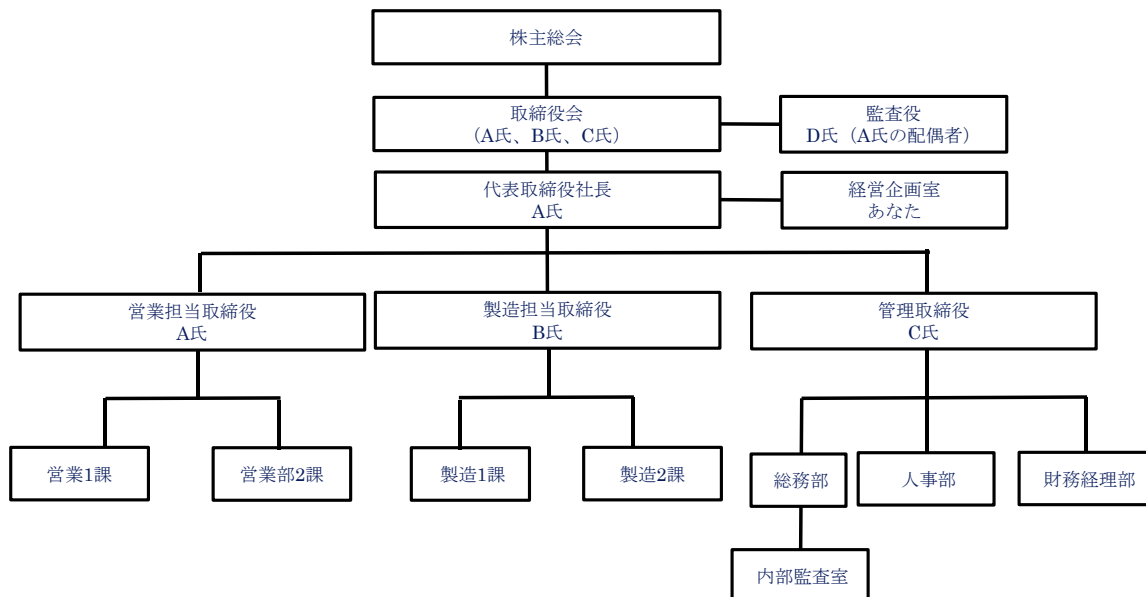 株主総会
取締役会
（A氏、B氏、C氏）
監査役
D氏（A氏の配偶者）
代表取締役社長
A氏
経営企画室
あなた
営業担当取締役
A氏
製造担当取締役
B氏
管理取締役
C氏
営業1課
営業部2課
製造1課
製造2課
総務部
人事部
財務経理部
内部監査室